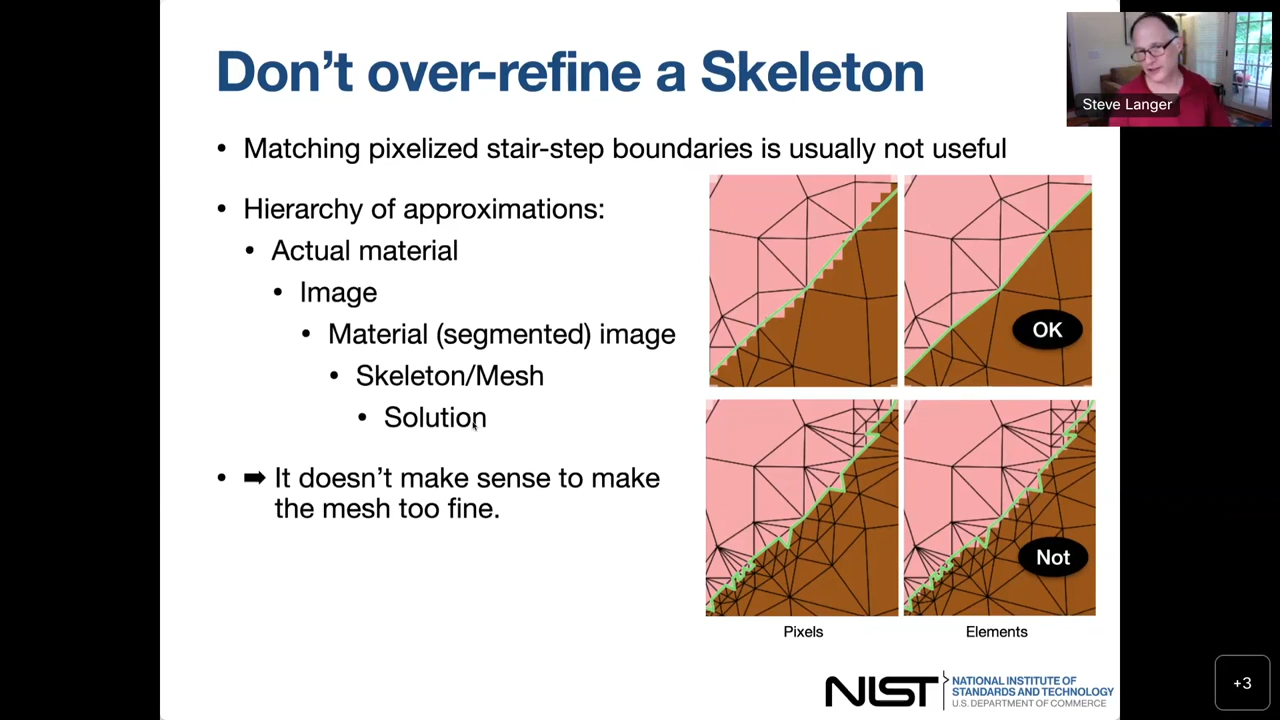 Don't over-refine a Skeleton
Steve Langer
• Matching pixelized stair-step boundaries is usually not useful
• Hierarchy of approximations:
• Actual material
• Image
• Material (segmented) image
• Skeleton/Mesh
• Solution
• ➡ It doesn't make sense to make
the mesh too fine.
OK
Not
Pixels
Elements
NIST
NATIONAL INSTITUTE OF
STANDARDS AND TECHNOLOGY
U.S. DEPARTMENT OF COMMERCE
+3